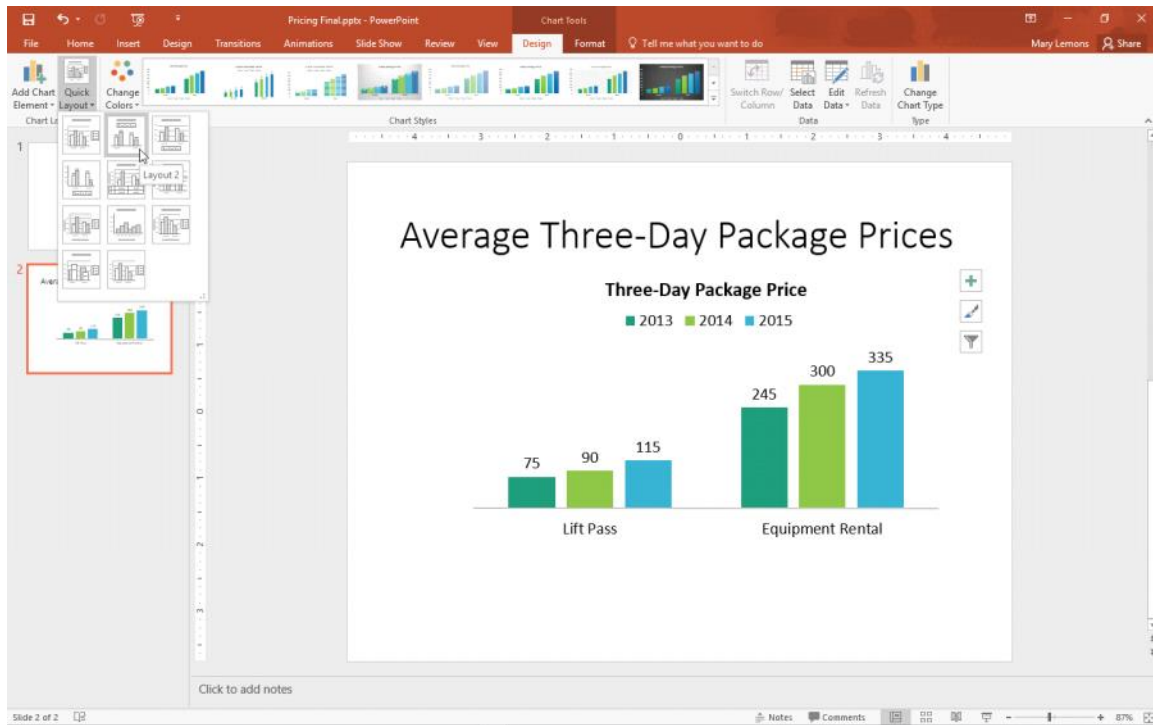 Pricing Final.pptx - PowerPoint
Chart Tools
File Home Insert Design Transitions Animations Slide Show Review View Design Format Tell me what you want to do
Mary Lemons Share
Add Chart Element
Quick Layout
Change Colors
Switch Row/ Column
Select Data
Edit Data
Refresh Data
Change Chart Type
Chart Styles
Data
Type
Layout 2
1
2
Average Three-Day Package Prices
Three-Day Package Price
2013 2014 2015
75 90 115 245 300 335
Lift Pass Equipment Rental
Click to add notes
Slide 2 of 2
Notes Comments 87%